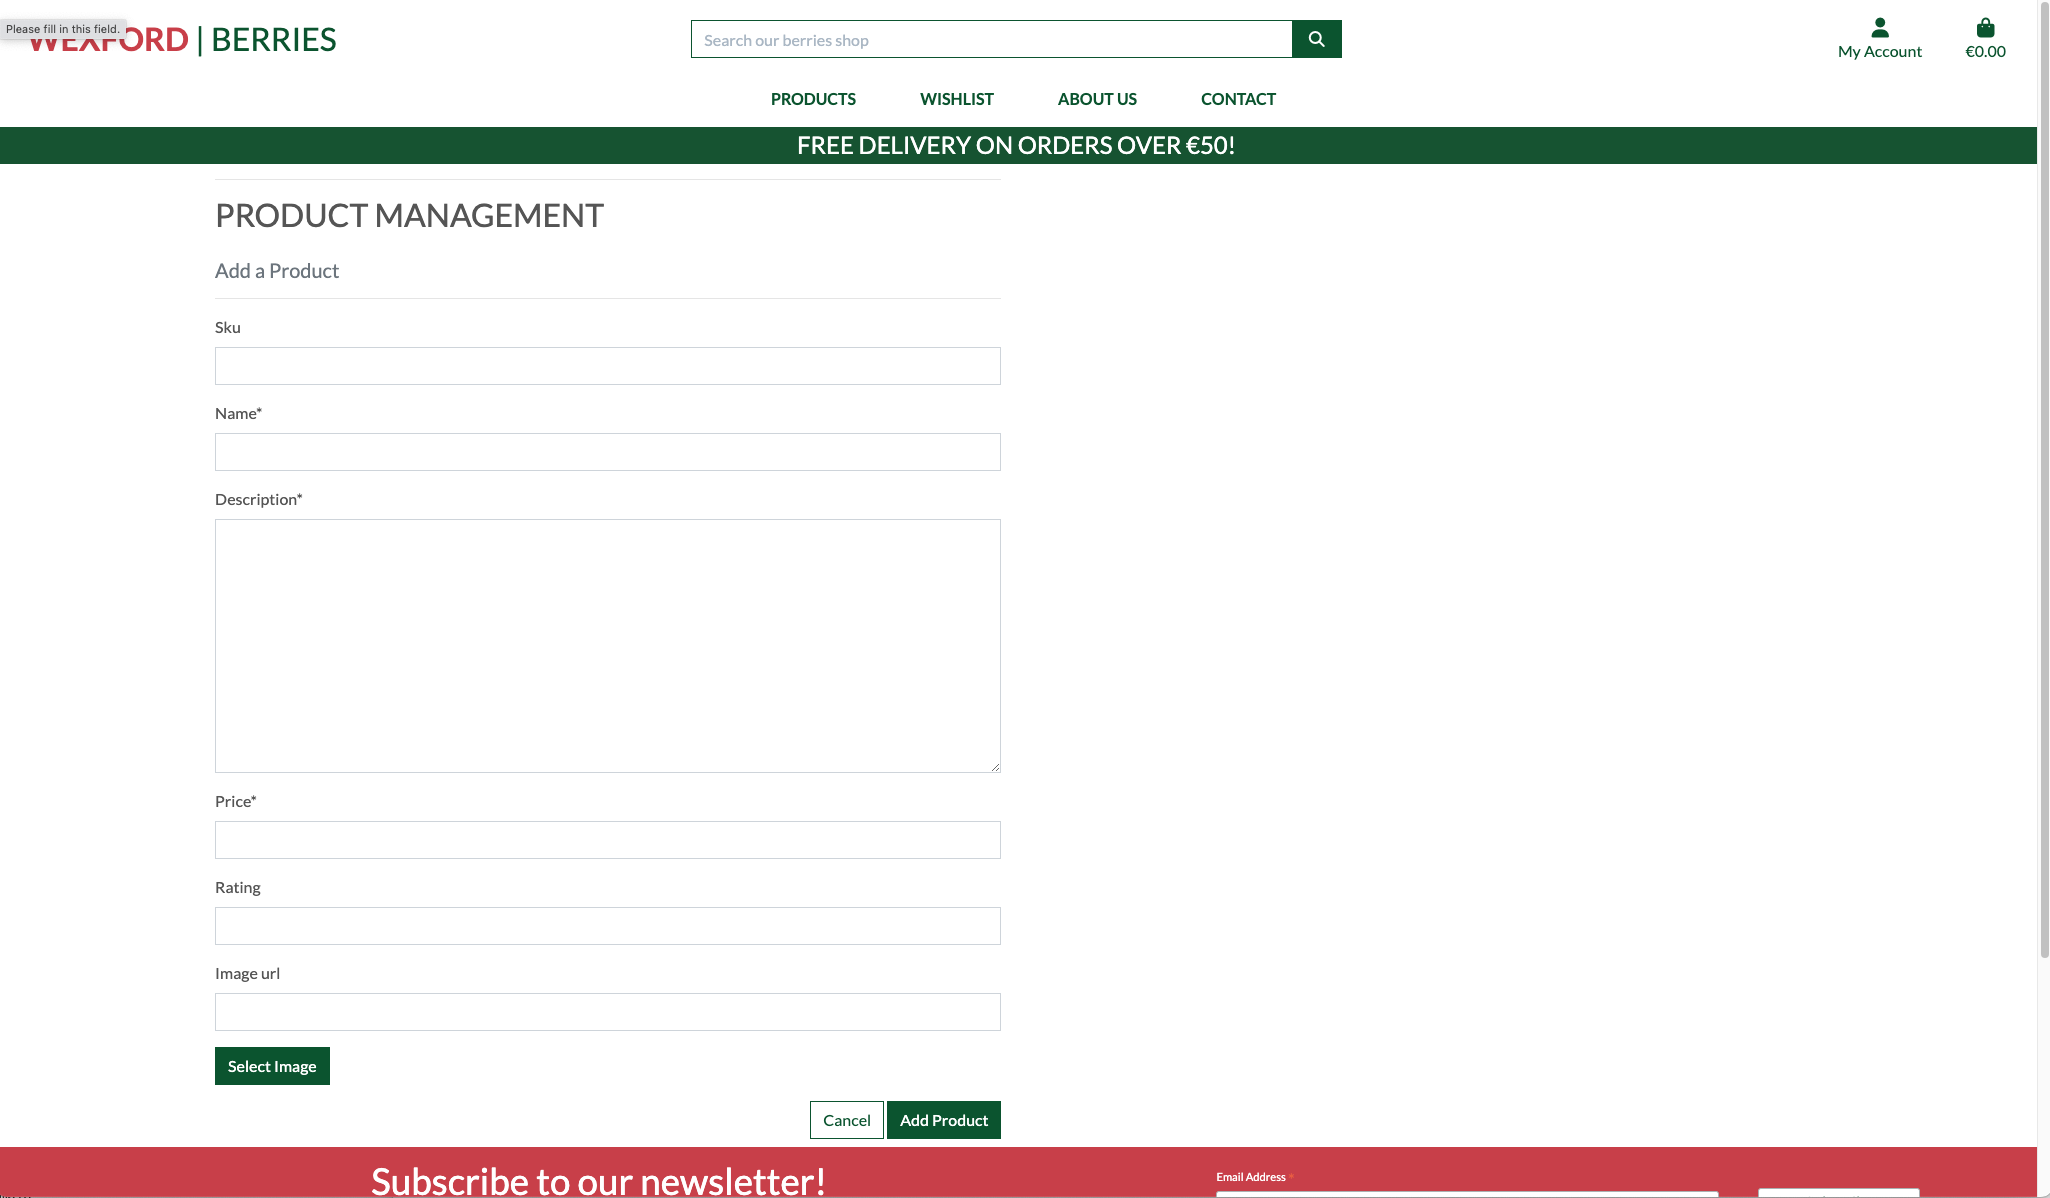 Please fill in this field.
WEXFORD | BERRIES
Search our berries shop
My Account
€0.00
PRODUCTS
WISHLIST
ABOUT US
CONTACT
FREE DELIVERY ON ORDERS OVER €50!
PRODUCT MANAGEMENT
Add a Product
Sku
Name*
Description*
Price*
Rating
Image url
Select Image
Cancel
Add Product
Subscribe to our newsletter!
Email Address *